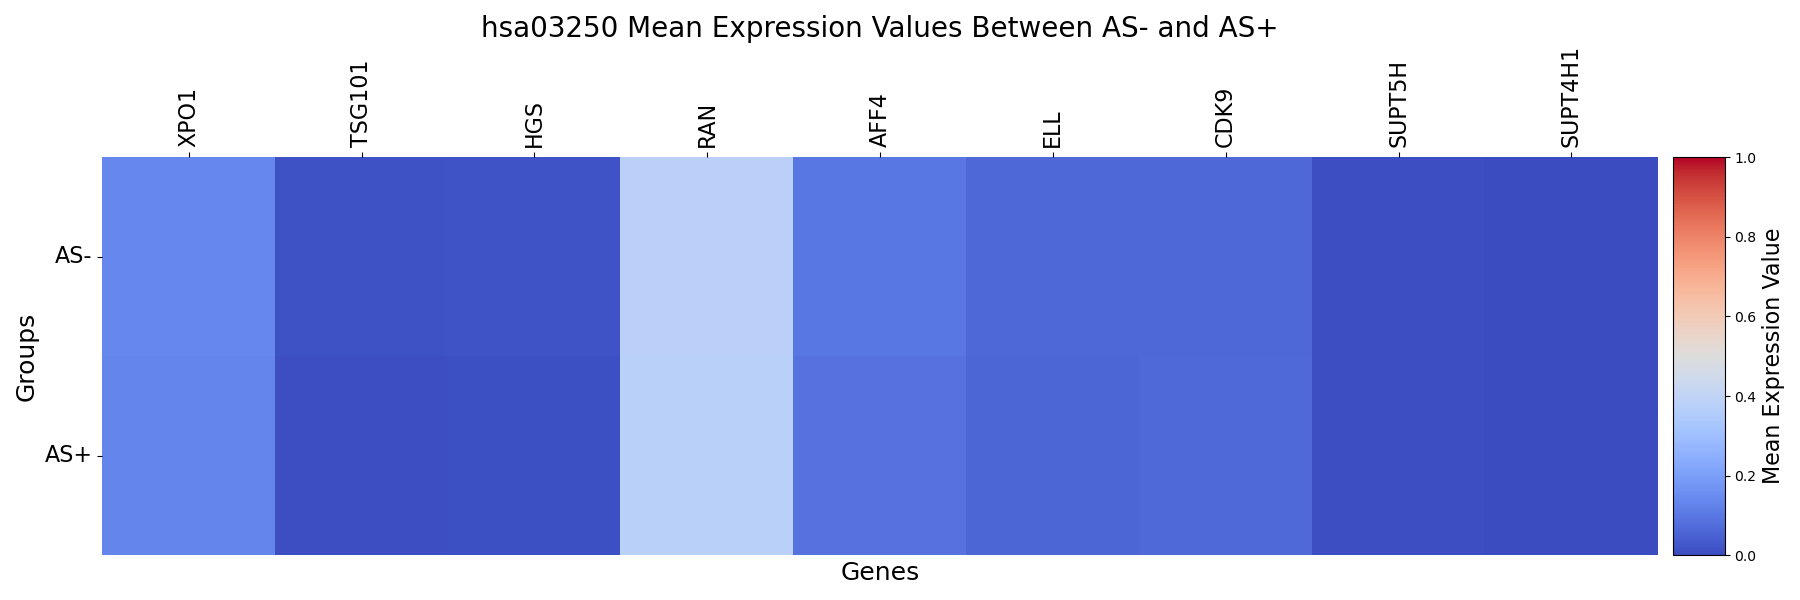 hsa03250 Mean Expression Values Between AS- and AS+
XPO1
TSG101
HGS
RAN
AFF4
ELL
CDK9
SUPT5H
SUPT4H1
AS-
AS+
Groups
Genes
1.0
0.8
0.6
0.4
0.2
0.0
Mean Expression Value